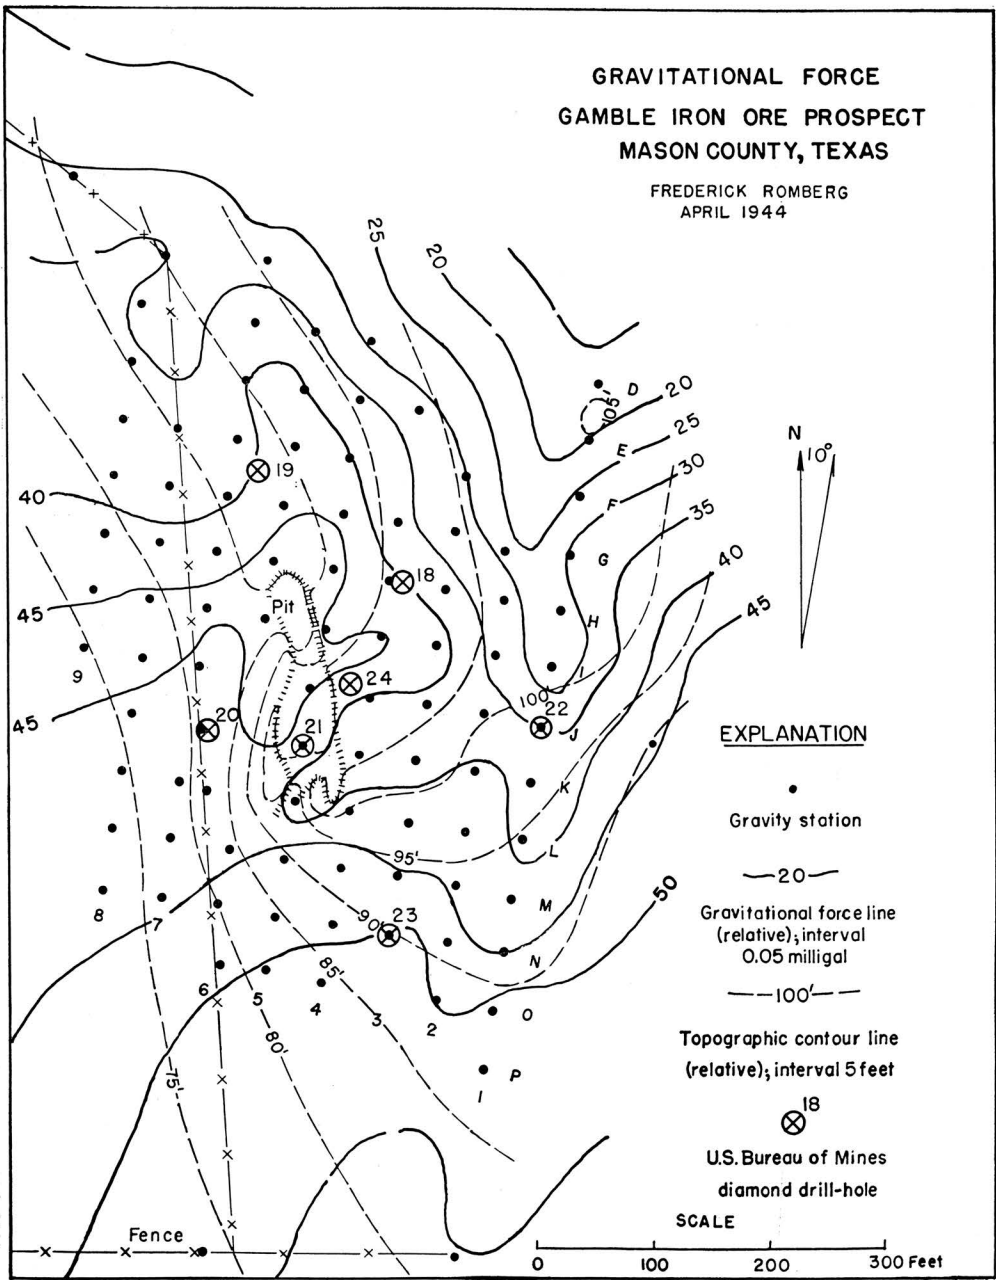 GRAVITATIONAL FORCE
GAMBLE IRON ORE PROSPECT
MASON COUNTY, TEXAS
FREDERICK ROMBERG
APRIL 1944
25
20
D
20
105'
25
E
N
10°
19
30
F
40
35
G
18
40
Pit
45
H
45
9
I
24
100'
45
20
22
21
J
EXPLANATION
K
Gravity station
95'
L
20
50
8
7
90'
23
M
Gravitational force line
(relative); interval
0.05 milligal
N
85'
6
5
4
3
2
O
100'
80'
Topographic contour line
(relative); interval 5 feet
75'
P
1
18
U.S. Bureau of Mines
diamond drill-hole
Fence
SCALE
0 100 200 300 Feet